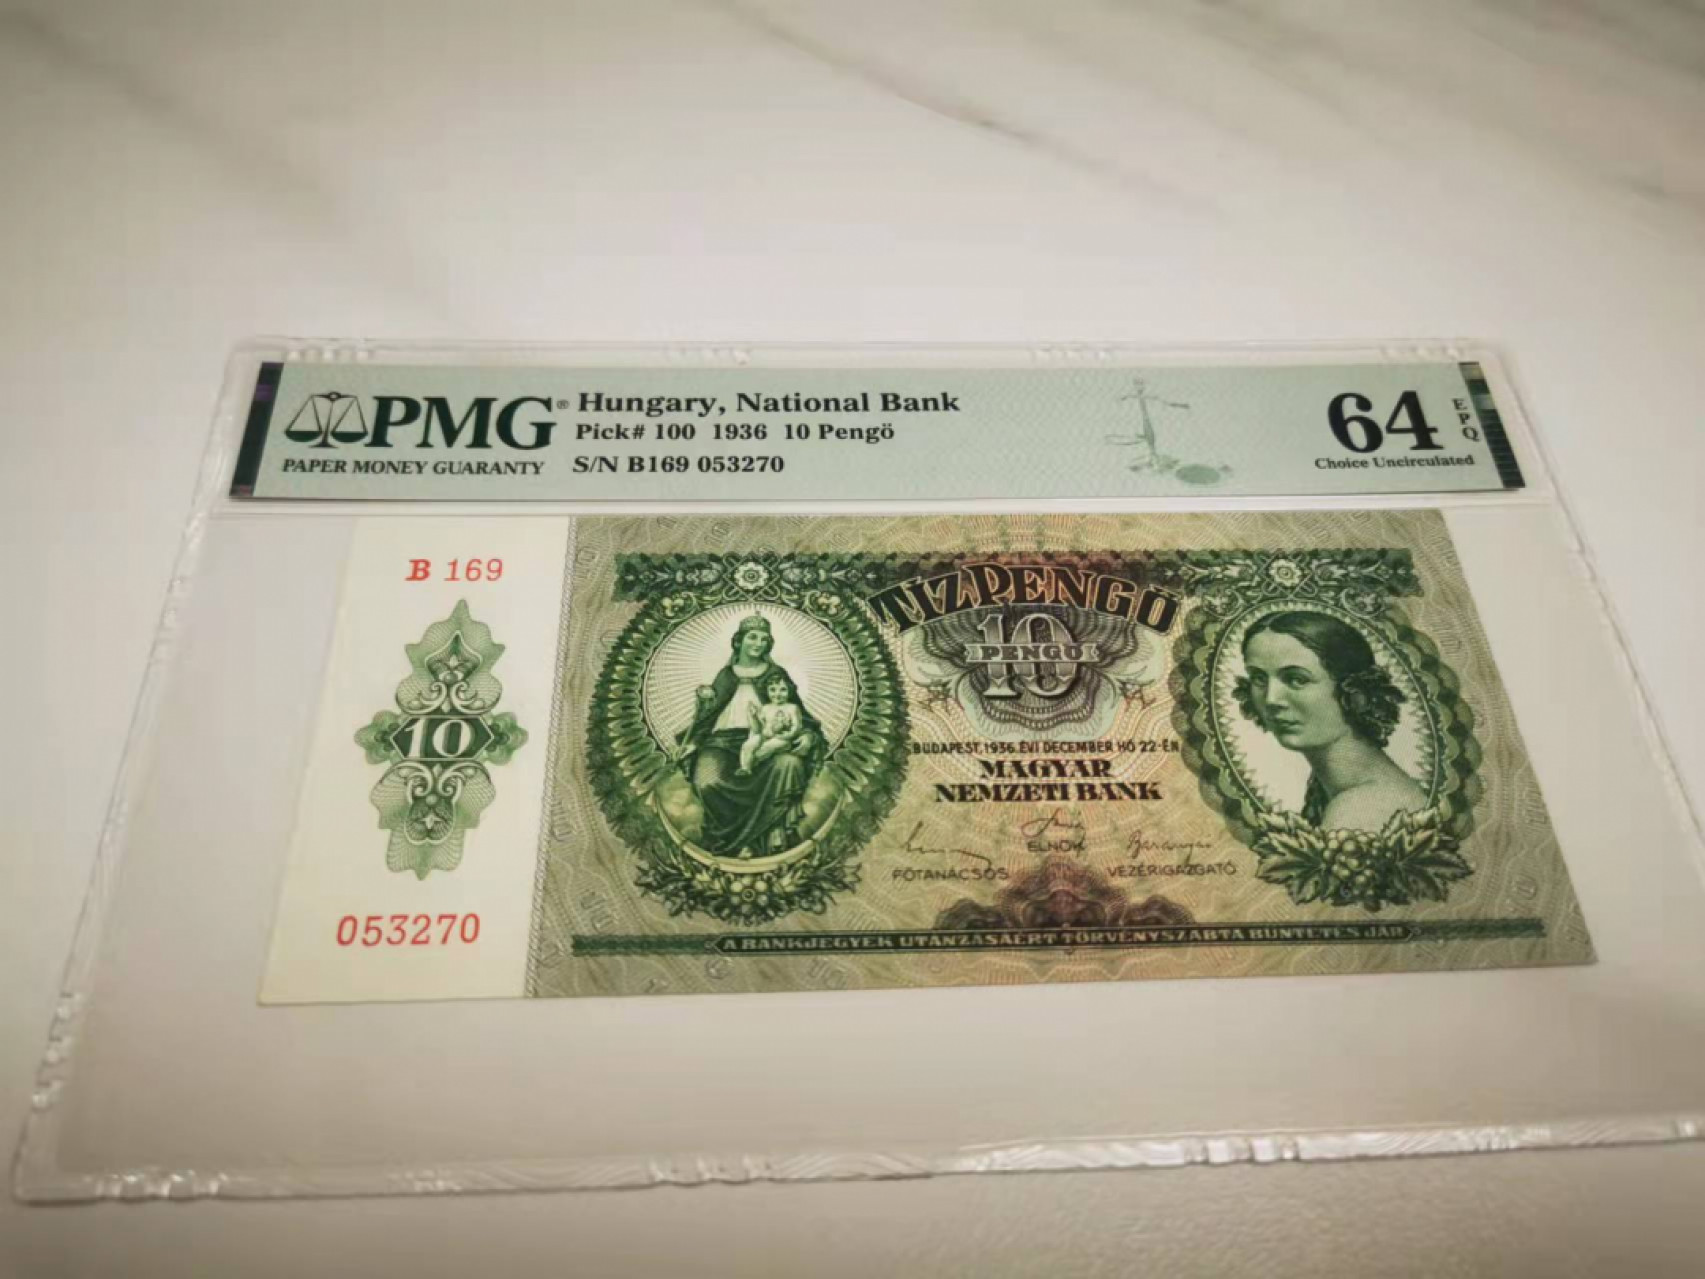 PMG®
PAPER MONEY GUARANTY
Hungary, National Bank
Pick# 100 1936 10 Pengö
S/N B169 053270
64 EPQ
Choice Uncirculated
B 169
10
053270
TÍZ PENGŐ
10
PENGŐ
BUDAPEST, 1936. ÉVI DECEMBER HÓ 22-ÉN
MAGYAR
NEMZETI BANK
ELNÖK
FŐTANÁCSOS
VEZÉRIGAZGATÓ
A BANKJEGYEK UTÁNZÁSÁÉRT TÖRVÉNYSZABTA BÜNTETÉS JÁR